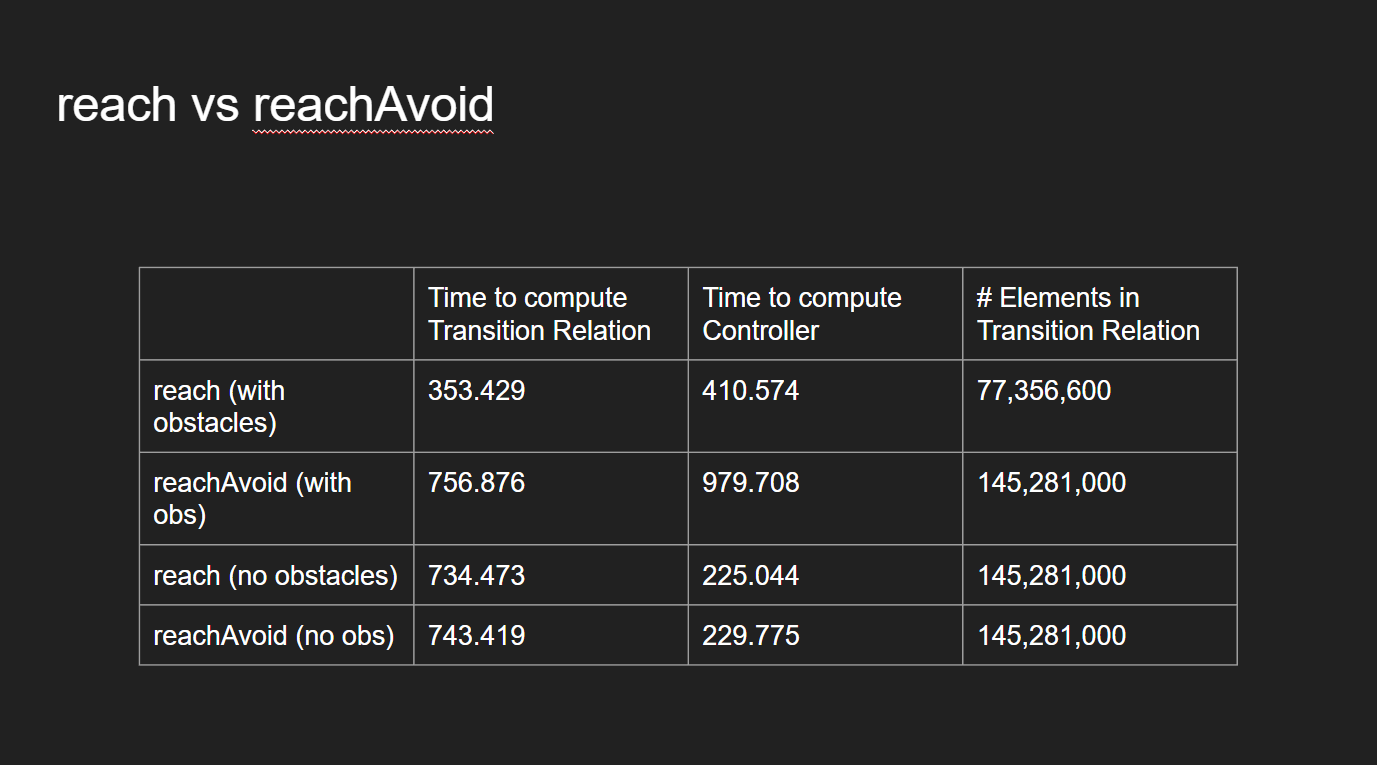 reach vs reachAvoid
Time to compute
Transition Relation
Time to compute
Controller
# Elements in
Transition Relation
reach (with
obstacles)
353.429
410.574
77,356,600
reachAvoid (with
obs)
756.876
979.708
145,281,000
reach (no obstacles)
734.473
225.044
145,281,000
reachAvoid (no obs)
743.419
229.775
145,281,000